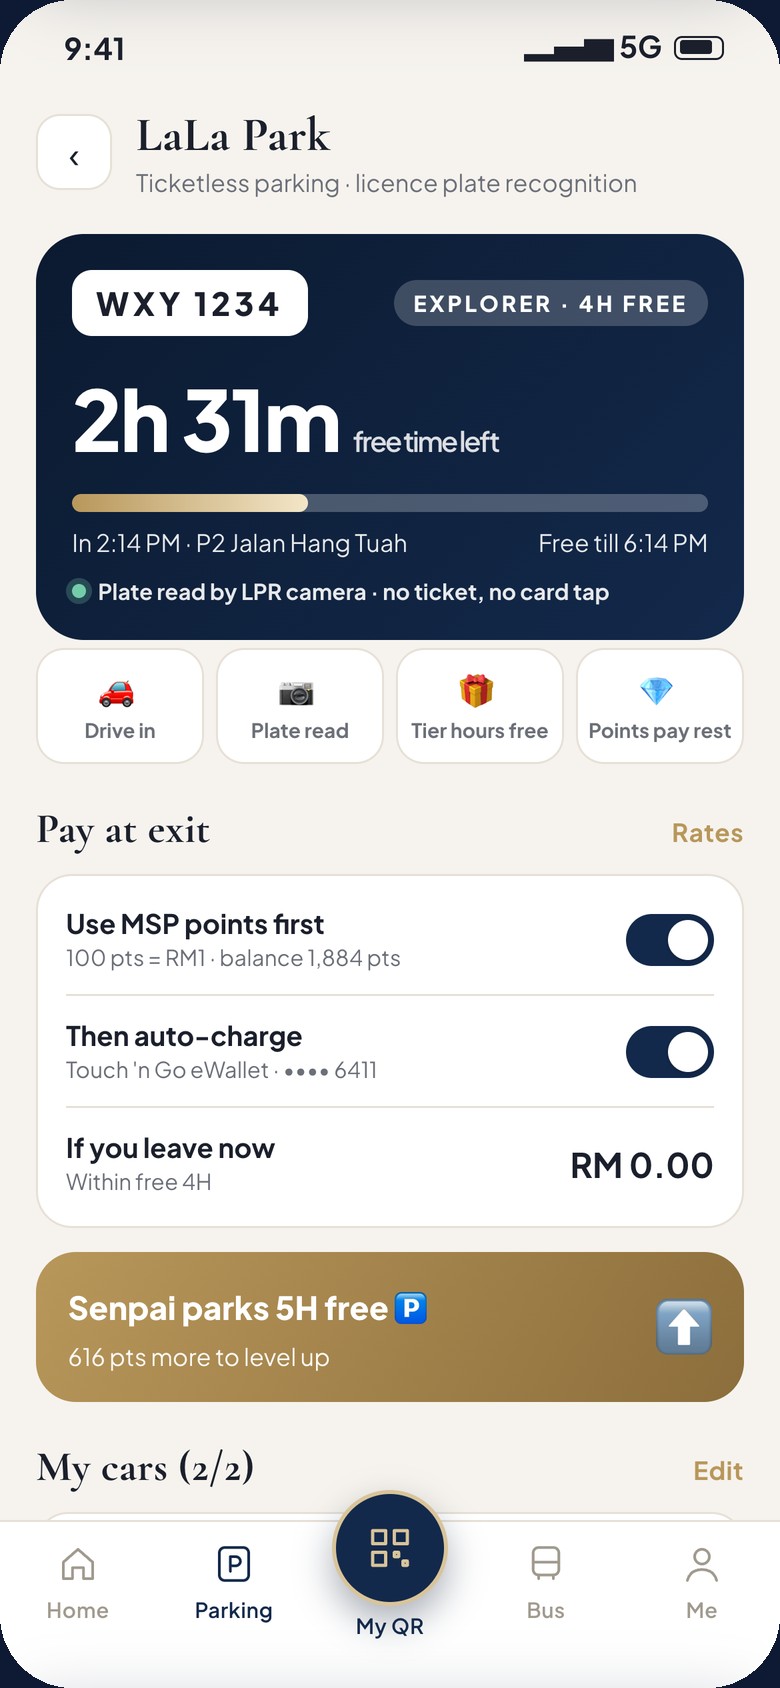 9:41
5G
LaLa Park
Ticketless parking · licence plate recognition
WXY 1234
EXPLORER · 4H FREE
2h 31m free time left
In 2:14 PM · P2 Jalan Hang Tuah
Free till 6:14 PM
Plate read by LPR camera · no ticket, no card tap
Drive in
Plate read
Tier hours free
Points pay rest
Pay at exit
Rates
Use MSP points first
100 pts = RM1 · balance 1,884 pts
Then auto-charge
Touch 'n Go eWallet · •••• 6411
If you leave now
RM 0.00
Within free 4H
Senpai parks 5H free 🅿️
616 pts more to level up
My cars (2/2)
Edit
Home
Parking
My QR
Bus
Me